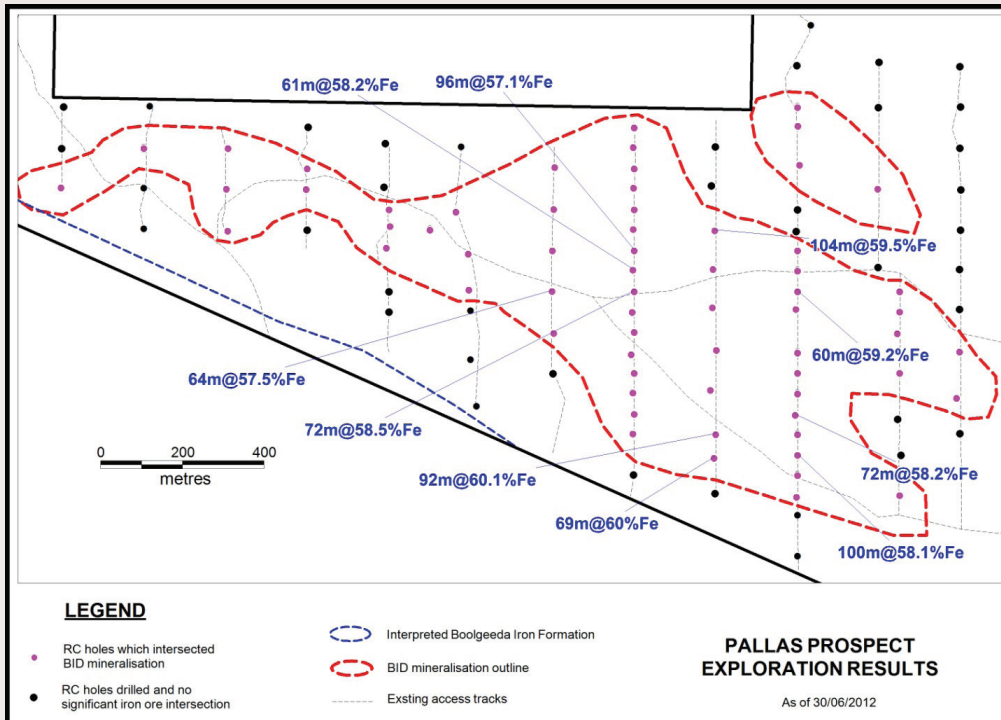 61m@58.2%Fe
96m@57.1%Fe
104m@59.5%Fe
64m@57.5%Fe
60m@59.2%Fe
72m@58.5%Fe
92m@60.1%Fe
72m@58.2%Fe
69m@60%Fe
100m@58.1%Fe
0 200 400
metres
LEGEND
RC holes which intersected
BID mineralisation
RC holes drilled and no
significant iron ore intersection
Interpreted Boolgeeda Iron Formation
BID mineralisation outline
Exsting access tracks
PALLAS PROSPECT
EXPLORATION RESULTS
As of 30/06/2012